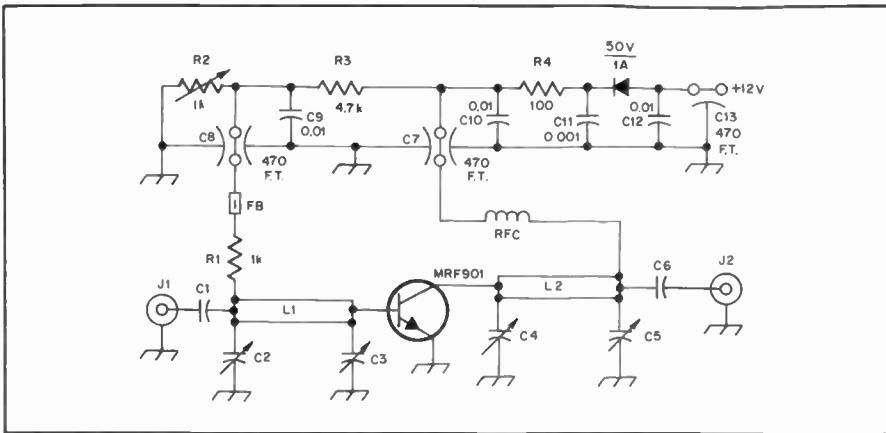 50V
1A
R2
R3
R4
+12V
1k
4.7k
100
C9
0.01
0.01
C10
C11
0.001
0.01
C12
C13
470
F.T.
C8
470
F.T.
C7
470
F.T.
FB
R1
1k
RFC
J1
C1
L1
MRF901
L2
C6
J2
C2
C3
C4
C5